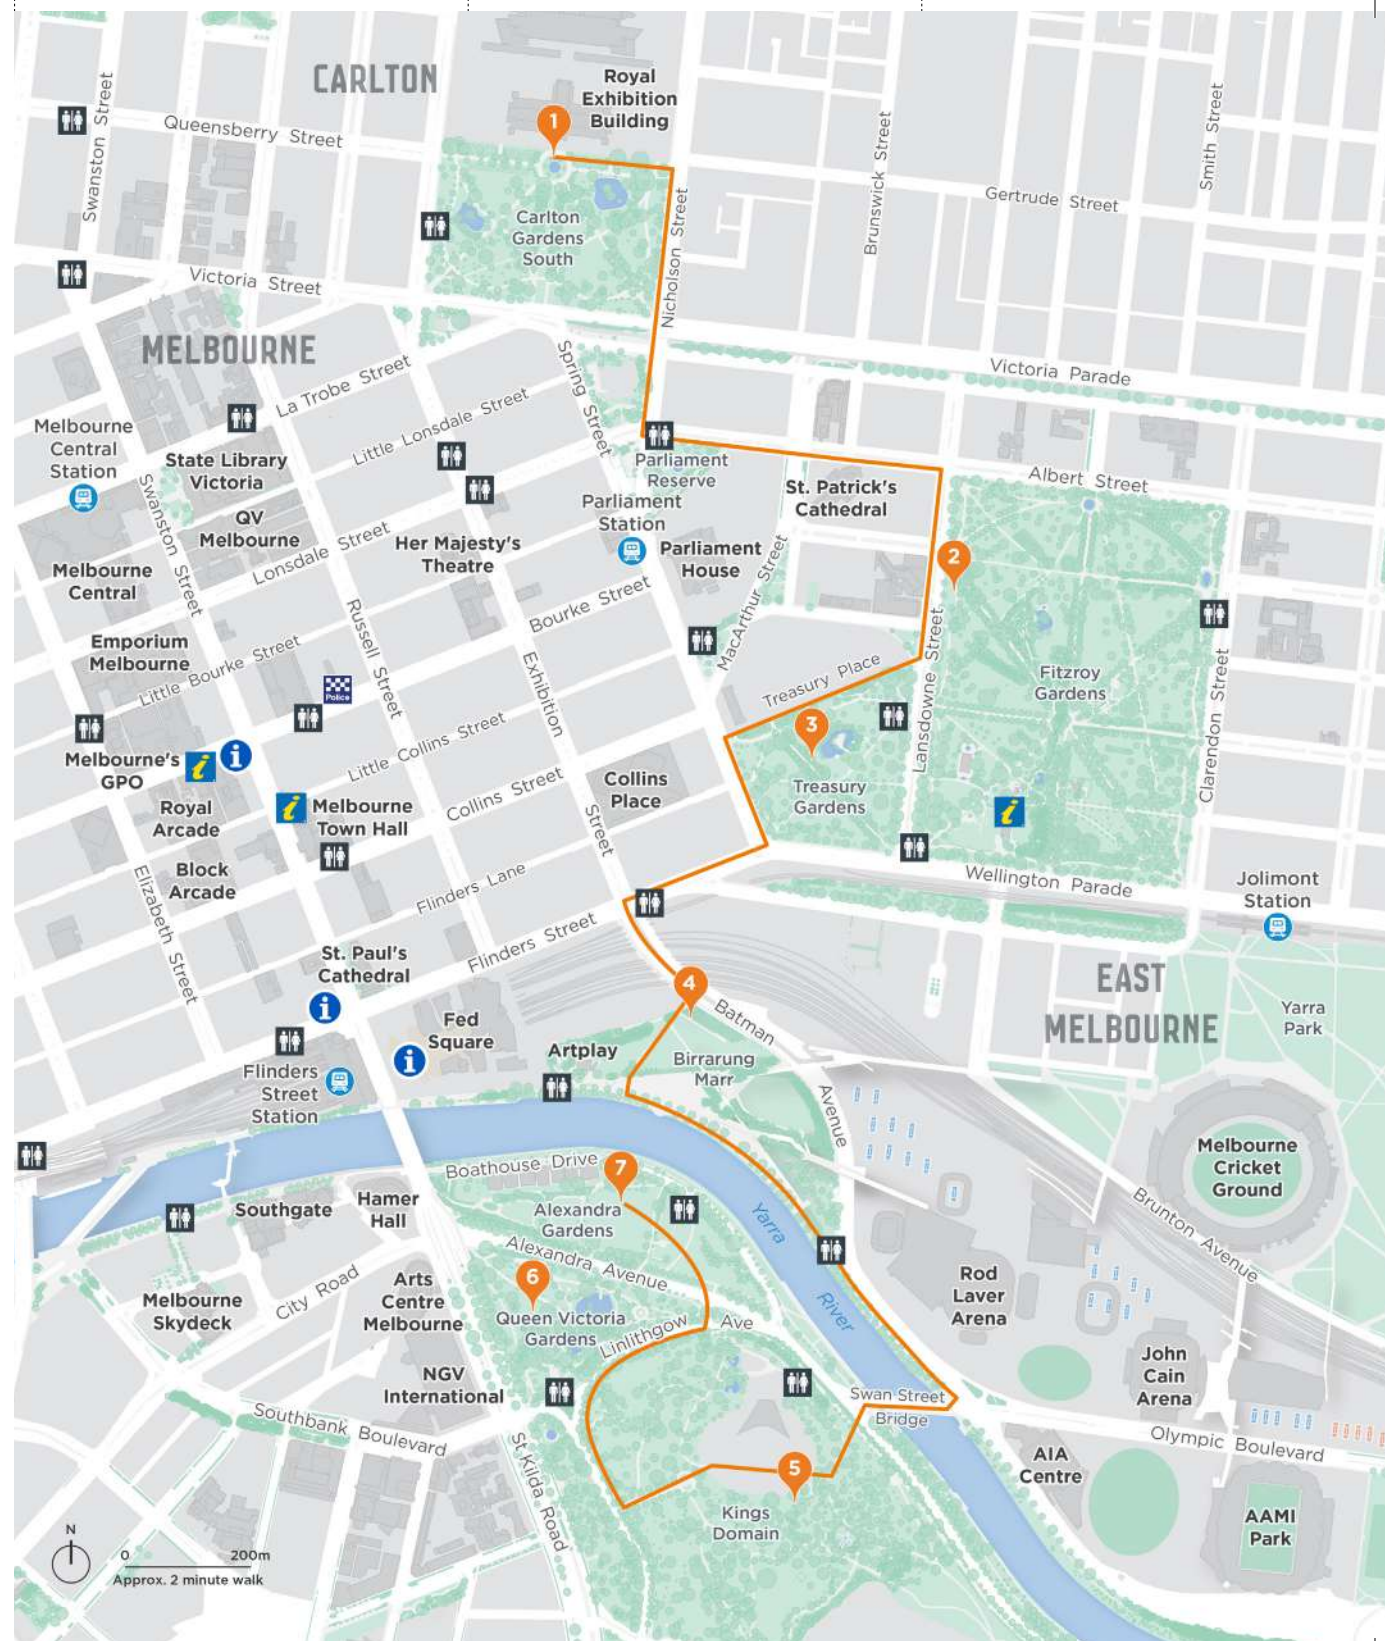 CARLTON
Royal
Exhibition
Building
1
Queensberry Street
Swanston Street
Carlton
Gardens
South
Nicholson Street
Brunswick Street
Smith Street
Gertrude Street
Victoria Street
MELBOURNE
La Trobe Street
Spring Street
Victoria Parade
Little Lonsdale Street
Melbourne
Central
Station
State Library
Victoria
Parliament
Reserve
Albert Street
St. Patrick's
Cathedral
Parliament
Station
Swanston Street
QV
Melbourne
Lonsdale Street
Her Majesty's
Theatre
Parliament
House
MacArthur Street
2
Melbourne
Central
Russell Street
Bourke Street
Emporium
Melbourne
Little Bourke Street
Exhibition
Street
Treasury Place
Lansdowne Street
Fitzroy
Gardens
Clarendon Street
Police
3
Little Collins Street
Melbourne's
GPO
i
i
Royal
Arcade
i
Melbourne
Town Hall
Collins Street
Collins
Place
Treasury
Gardens
i
Block
Arcade
Elizabeth Street
Flinders Lane
Wellington Parade
Jolimont
Station
Flinders Street
St. Paul's
Cathedral
i
4
EAST
MELBOURNE
Yarra
Park
Batman
Avenue
Fed
Square
i
Artplay
Birrarung
Marr
Flinders
Street
Station
Melbourne
Cricket
Ground
Boathouse Drive
7
Alexandra
Gardens
Yarra
River
Brunton Avenue
Southgate
Hamer
Hall
Alexandra Avenue
6
City Road
Arts
Centre
Melbourne
Queen Victoria
Gardens
Linlithgow Ave
Rod
Laver
Arena
Melbourne
Skydeck
John
Cain
Arena
NGV
International
Swan Street
Bridge
Southbank Boulevard
St Kilda Road
Olympic Boulevard
AIA
Centre
5
Kings
Domain
AAMI
Park
N
0 200m
Approx. 2 minute walk